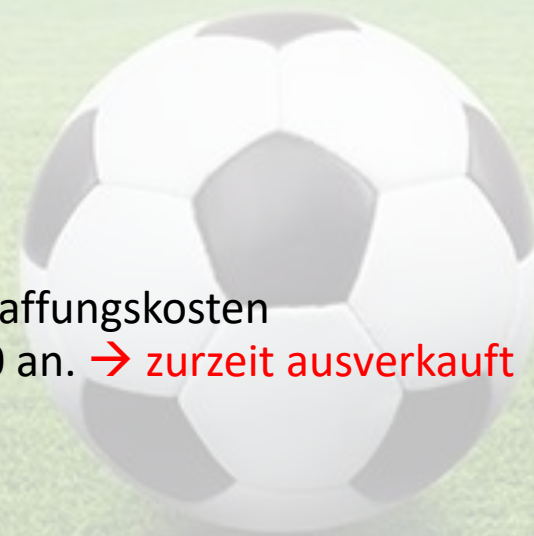 affungskosten
an. → zurzeit ausverkauft